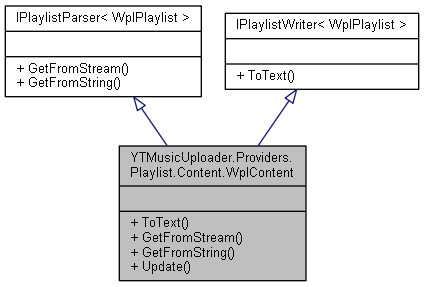 IPlaylistParser< WplPlaylist >
+ GetFromStream()
+ GetFromString()
IPlaylistWriter< WplPlaylist >
+ ToText()
YTMusicUploader.Providers.
Playlist.Content.WplContent
+ ToText()
+ GetFromStream()
+ GetFromString()
+ Update()